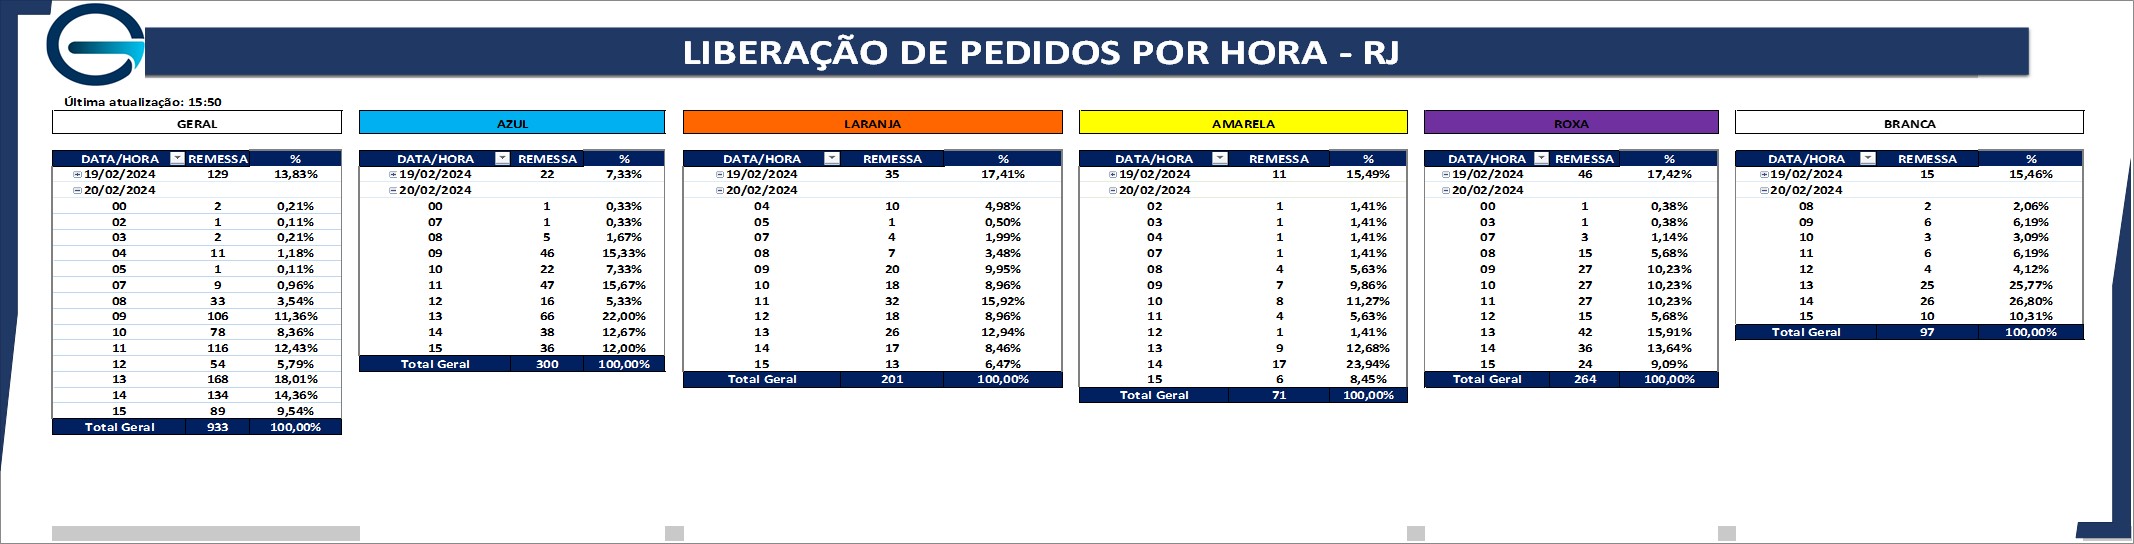 LIBERAÇÃO DE PEDIDOS POR HORA - RJ
Última atualização: 15:50
GERAL
DATA/HORA REMESSA %
19/02/2024 129 13,83%
20/02/2024
00 2 0,21%
02 1 0,11%
03 2 0,21%
04 11 1,18%
05 1 0,11%
07 9 0,96%
08 33 3,54%
09 106 11,36%
10 78 8,36%
11 116 12,43%
12 54 5,79%
13 168 18,01%
14 134 14,36%
15 89 9,54%
Total Geral 933 100,00%
AZUL
DATA/HORA REMESSA %
19/02/2024 22 7,33%
20/02/2024
00 1 0,33%
07 1 0,33%
08 5 1,67%
09 46 15,33%
10 22 7,33%
11 47 15,67%
12 16 5,33%
13 66 22,00%
14 38 12,67%
15 36 12,00%
Total Geral 300 100,00%
LARANJA
DATA/HORA REMESSA %
19/02/2024 35 17,41%
20/02/2024
04 10 4,98%
05 1 0,50%
07 4 1,99%
08 7 3,48%
09 20 9,95%
10 18 8,96%
11 32 15,92%
12 18 8,96%
13 26 12,94%
14 17 8,46%
15 13 6,47%
Total Geral 201 100,00%
AMARELA
DATA/HORA REMESSA %
19/02/2024 11 15,49%
20/02/2024
02 1 1,41%
03 1 1,41%
04 1 1,41%
07 1 1,41%
08 4 5,63%
09 7 9,86%
10 8 11,27%
11 4 5,63%
12 1 1,41%
13 9 12,68%
14 17 23,94%
15 6 8,45%
Total Geral 71 100,00%
ROXA
DATA/HORA REMESSA %
19/02/2024 46 17,42%
20/02/2024
00 1 0,38%
03 1 0,38%
07 3 1,14%
08 15 5,68%
09 27 10,23%
10 27 10,23%
11 27 10,23%
12 15 5,68%
13 42 15,91%
14 36 13,64%
15 24 9,09%
Total Geral 264 100,00%
BRANCA
DATA/HORA REMESSA %
19/02/2024 15 15,46%
20/02/2024
08 2 2,06%
09 6 6,19%
10 3 3,09%
11 6 6,19%
12 4 4,12%
13 25 25,77%
14 26 26,80%
15 10 10,31%
Total Geral 97 100,00%